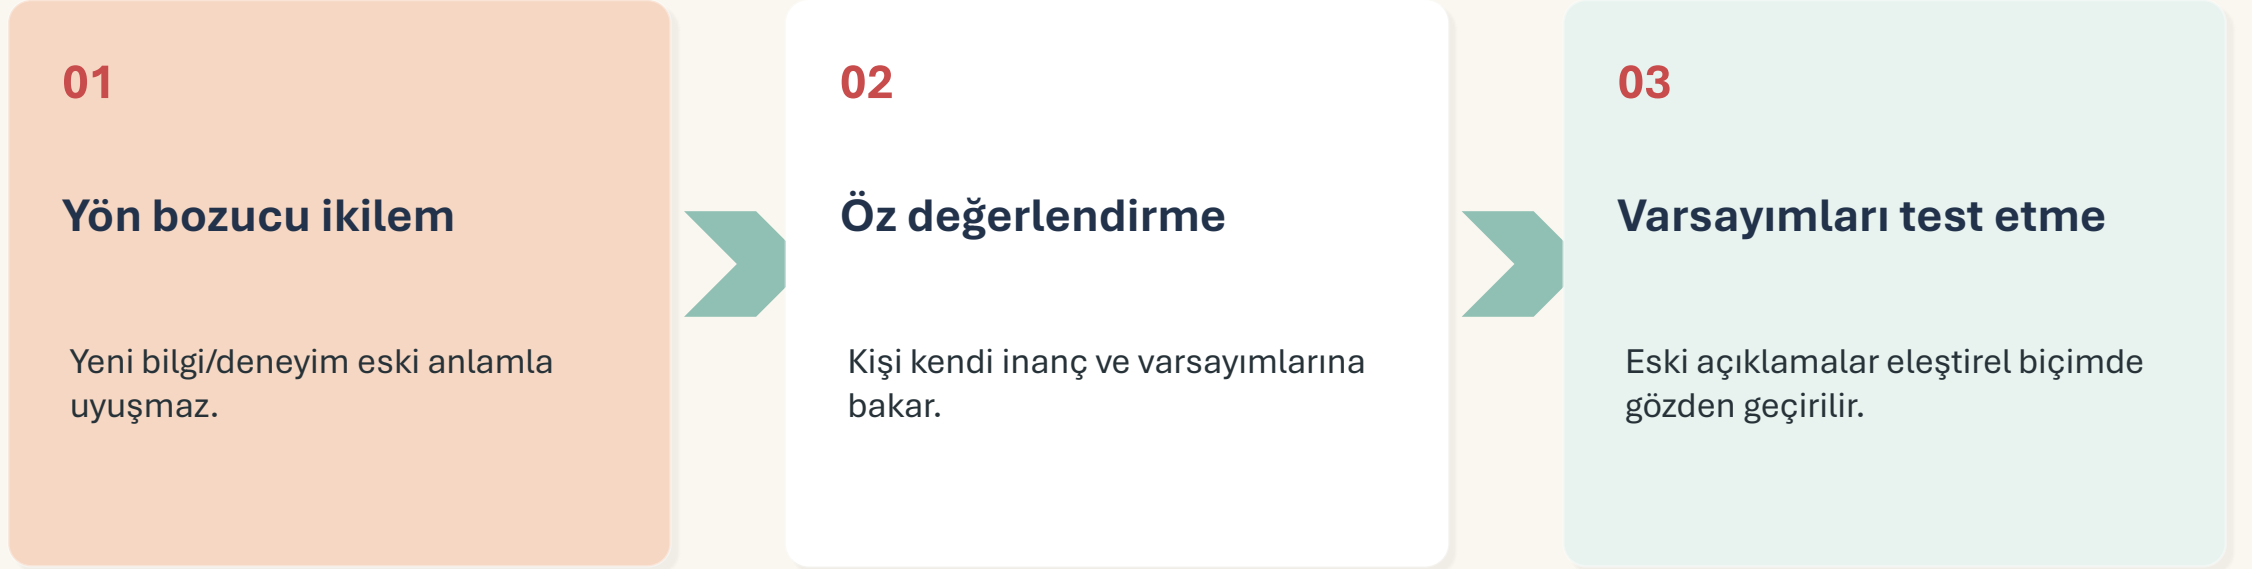 01
Yön bozucu ikilem
Yeni bilgi/deneyim eski anlamla
uyuşmaz.
02
Öz değerlendirme
Kişi kendi inanç ve varsayımlarına
bakar.
03
Varsayımları test etme
Eski açıklamalar eleştirel biçimde
gözden geçirilir.